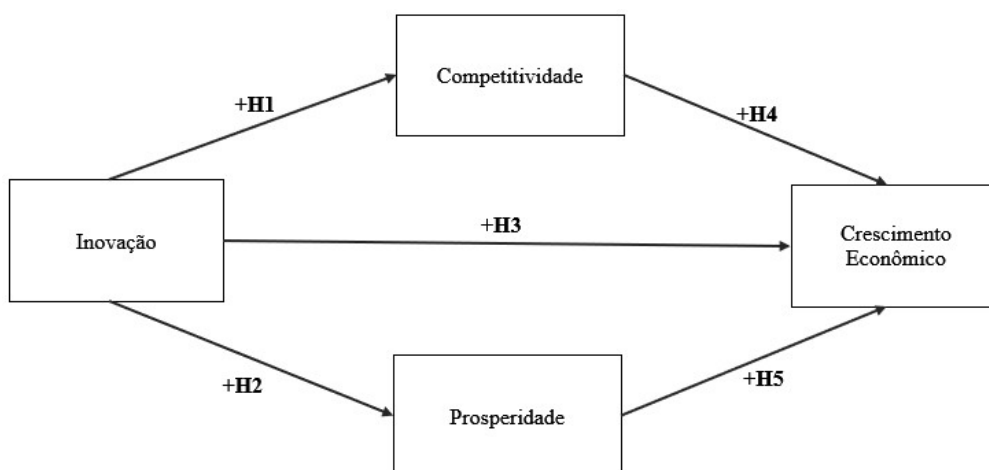 Competitividade
+H1
+H4
Inovação
+H3
Crescimento
Econômico
+H2
+H5
Prosperidade